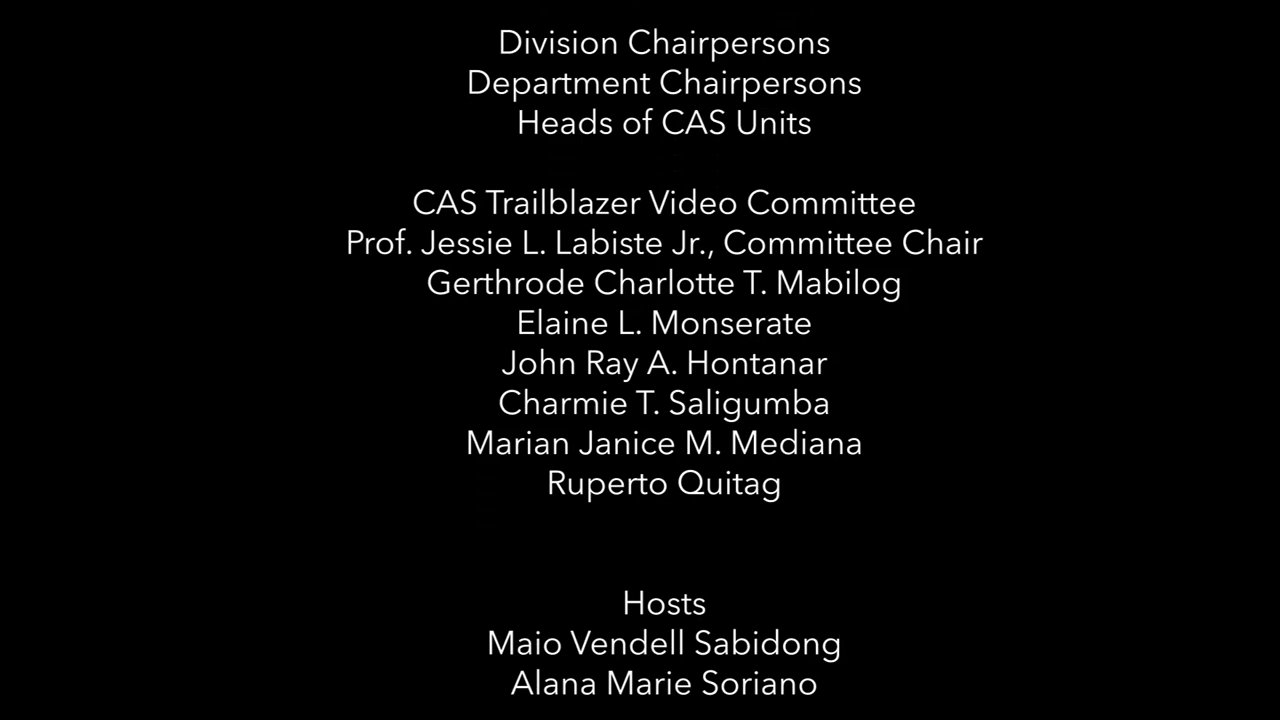 Division Chairpersons
Department Chairpersons
Heads of CAS Units
CAS Trailblazer Video Committee
Prof. Jessie L. Labiste Jr., Committee Chair
Gerthrode Charlotte T. Mabilog
Elaine L. Monserate
John Ray A. Hontanar
Charmie T. Saligumba
Marian Janice M. Mediana
Ruperto Quitag
Hosts
Maio Vendell Sabidong
Alana Marie Soriano